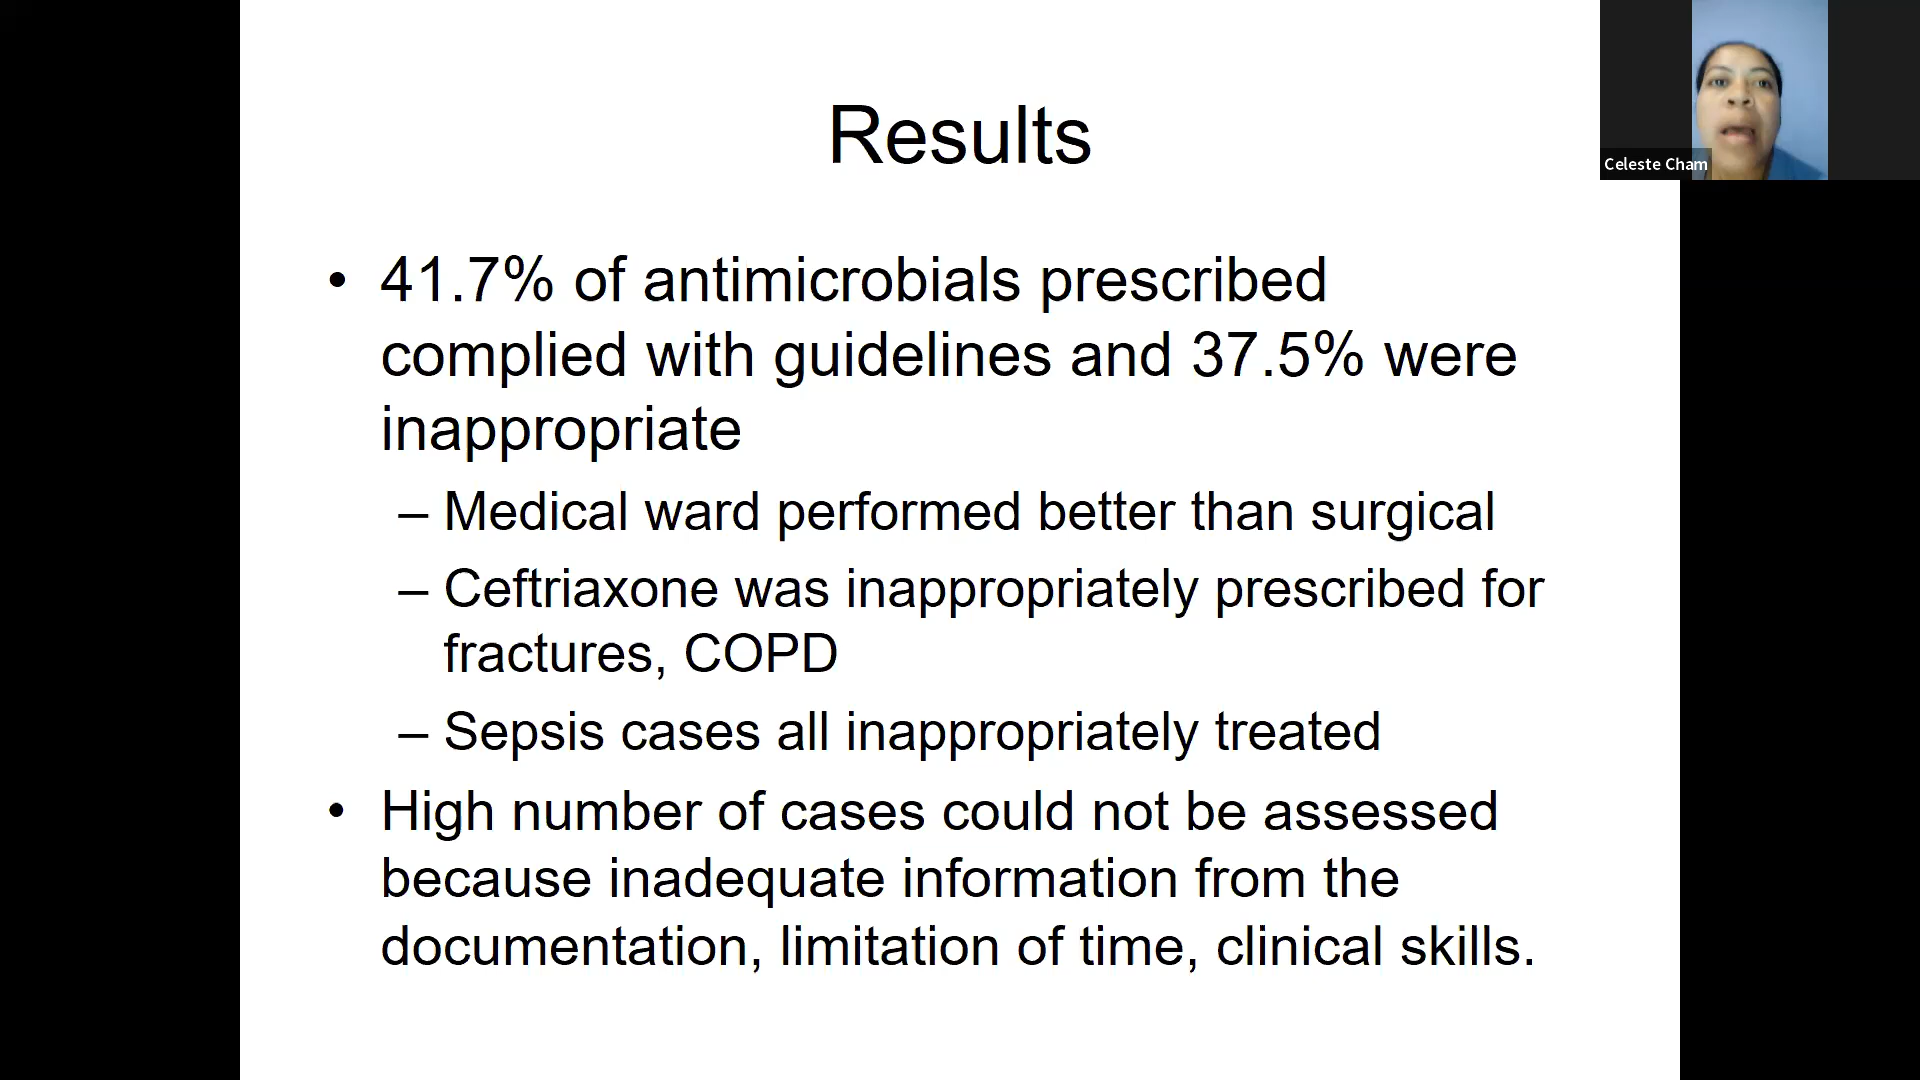 Results
• 41.7% of antimicrobials prescribed
complied with guidelines and 37.5% were
inappropriate
– Medical ward performed better than surgical
– Ceftriaxone was inappropriately prescribed for
fractures, COPD
– Sepsis cases all inappropriately treated
• High number of cases could not be assessed
because inadequate information from the
documentation, limitation of time, clinical skills.
Celeste Cham